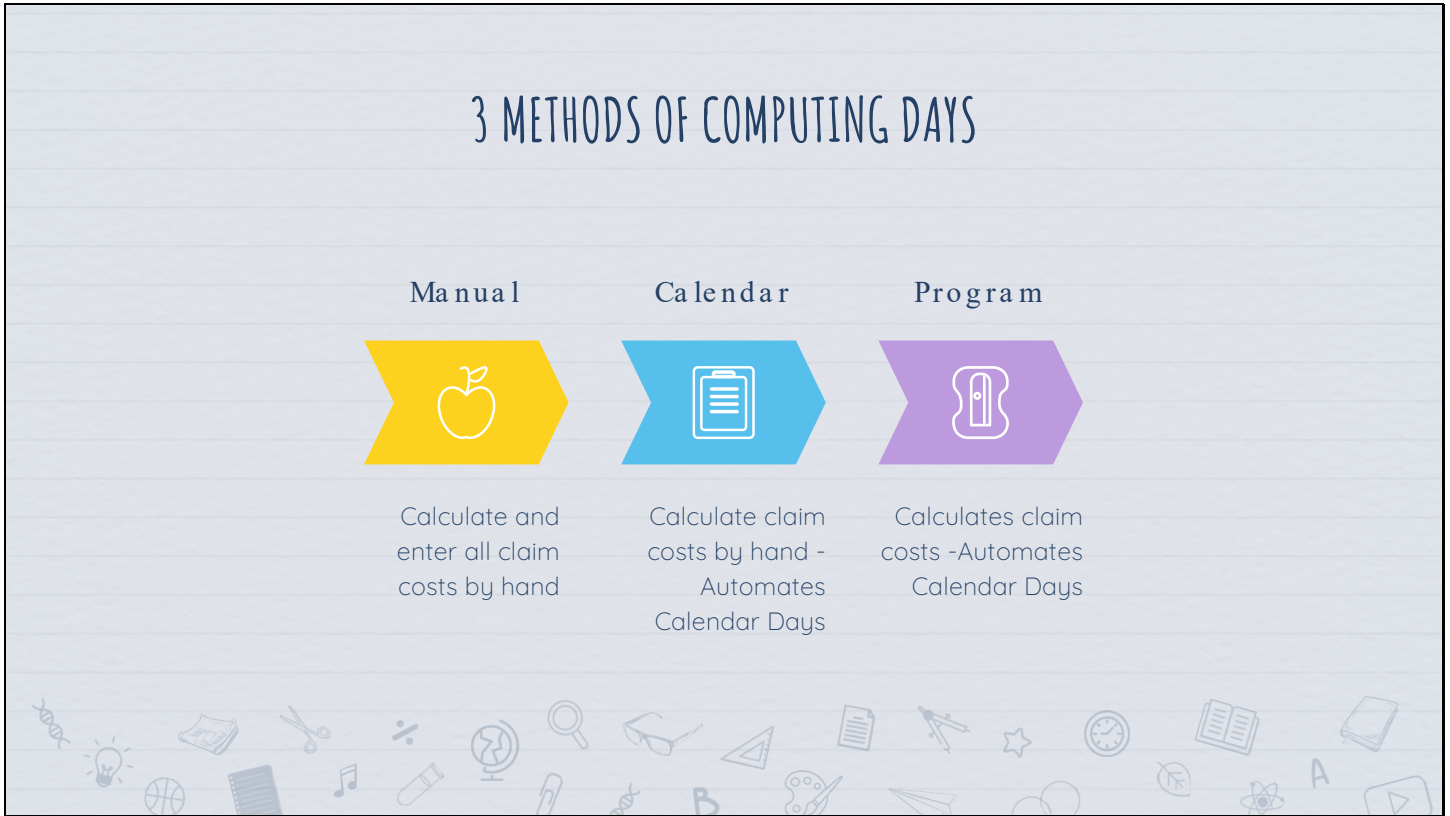 3 METHODS OF COMPUTING DAYS
Manual
Calculate and
enter all claim
costs by hand
Calendar
Calculate claim
costs by hand -
Automates
Calendar Days
Program
Calculates claim
costs -Automates
Calendar Days
B
A